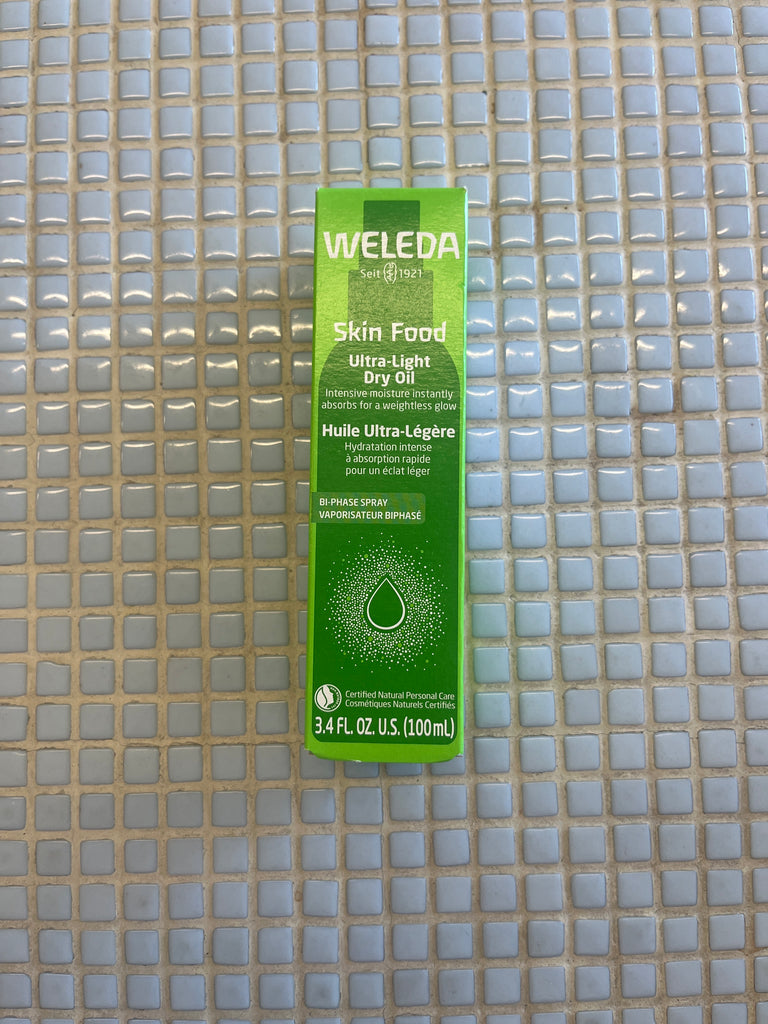 WELEDA
Seit 1921
Skin Food
Ultra-Light
Dry Oil
Intensive moisture instantly
absorbs for a weightless glow
Huile Ultra-Légère
Hydratation intense
à absorption rapide
pour un éclat léger
BI-PHASE SPRAY
VAPORISATEUR BIPHASÉ
Certified Natural Personal Care
Cosmétiques Naturels Certifiés
3.4 FL. OZ. U.S. (100 mL)